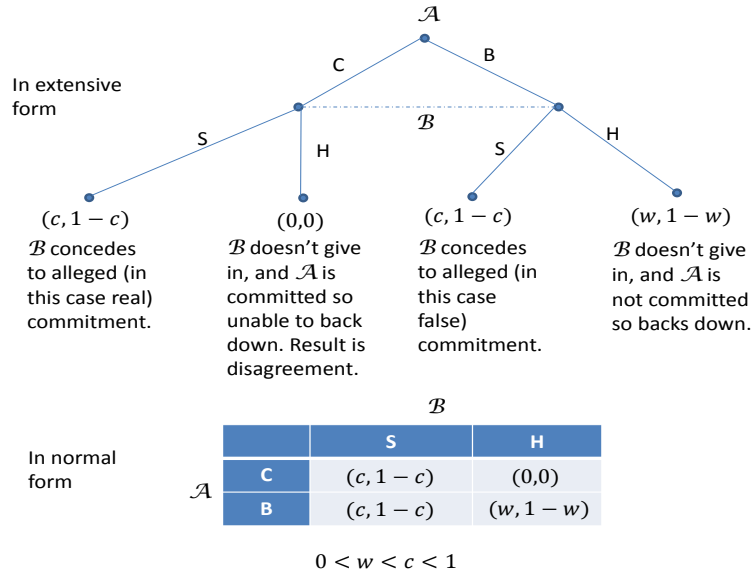 𝒜
C
B
In extensive
form
ℬ
S
H
S
H
(c, 1 − c)
(0,0)
(c, 1 − c)
(w, 1 − w)
ℬ concedes
to alleged (in
this case real)
commitment.
ℬ doesn't give
in, and 𝒜 is
committed so
unable to back
down. Result is
disagreement.
ℬ concedes
to alleged (in
this case
false)
commitment.
ℬ doesn't give
in, and 𝒜 is
not committed
so backs down.
ℬ
In normal
form
S H
𝒜
C (c, 1 − c) (0,0)
B (c, 1 − c) (w, 1 − w)
0 < w < c < 1